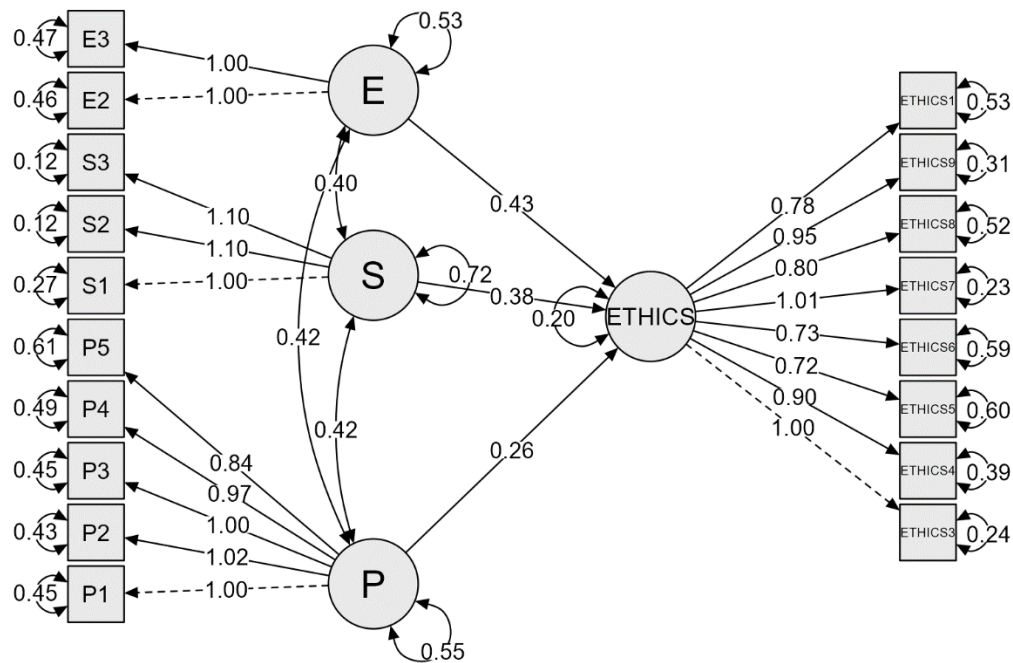 0.47 E3
0.46 E2
0.12 S3
0.12 S2
0.27 S1
0.61 P5
0.49 P4
0.45 P3
0.43 P2
0.45 P1
1.00
1.00
1.10
1.10
1.00
0.84
0.97
1.00
1.02
1.00
E
0.53
0.40
S
0.72
0.42
0.42
P
0.55
0.43
0.38
0.26
0.20
ETHICS
0.78
0.95
0.80
1.01
0.73
0.72
0.90
1.00
ETHICS1 0.53
ETHICS9 0.31
ETHICS8 0.52
ETHICS7 0.23
ETHICS6 0.59
ETHICS5 0.60
ETHICS4 0.39
ETHICS3 0.24